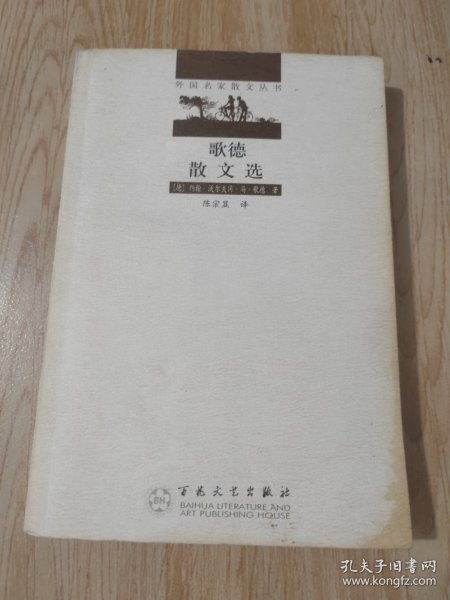 外国名家散文丛书
歌德
散文选
[德] 约翰·沃尔夫冈·冯·歌德 著
陈宗显 译
BH
百花文艺出版社
BAIHUA LITERATURE AND
ART PUBLISHING HOUSE
孔夫子旧书网
www.kongfz.com